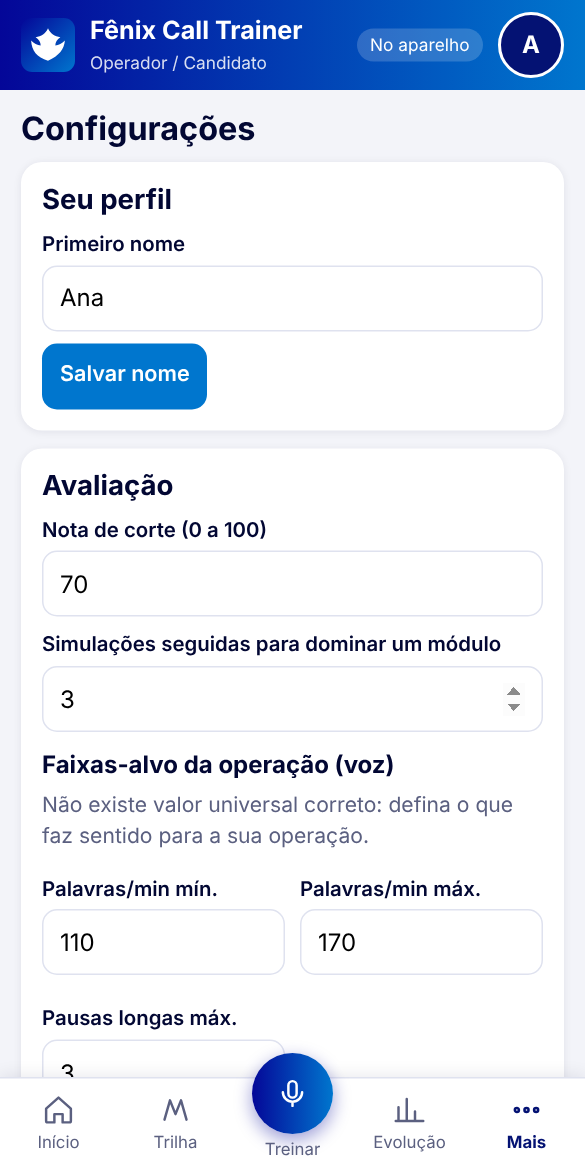 Fênix Call Trainer
Operador / Candidato
No aparelho
A
Configurações
Seu perfil
Primeiro nome
Ana
Salvar nome
Avaliação
Nota de corte (0 a 100)
70
Simulações seguidas para dominar um módulo
3
Faixas-alvo da operação (voz)
Não existe valor universal correto: defina o que
faz sentido para a sua operação.
Palavras/min mín.
Palavras/min máx.
110
170
Pausas longas máx.
3
Início
Trilha
Treinar
Evolução
Mais